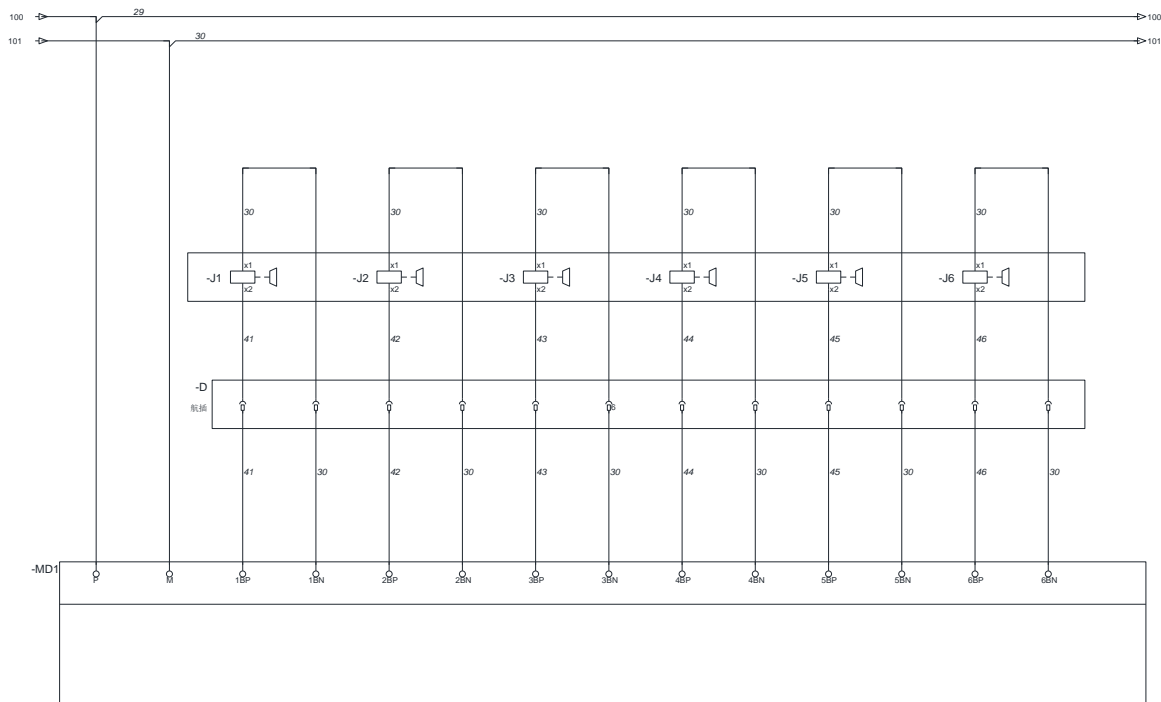 29
100 100
30
101 101
30 30 30 30 30 30
x1 x1 x1 x1 x1 x1
-J1 -J2 -J3 -J4 -J5 -J6
x2 x2 x2 x2 x2 x2
41 42 43 44 45 46
-D
航插 6
41 30 42 30 43 30 44 30 45 30 46 30
-MD1
P M 1BP 1BN 2BP 2BN 3BP 3BN 4BP 4BN 5BP 5BN 6BP 6BN